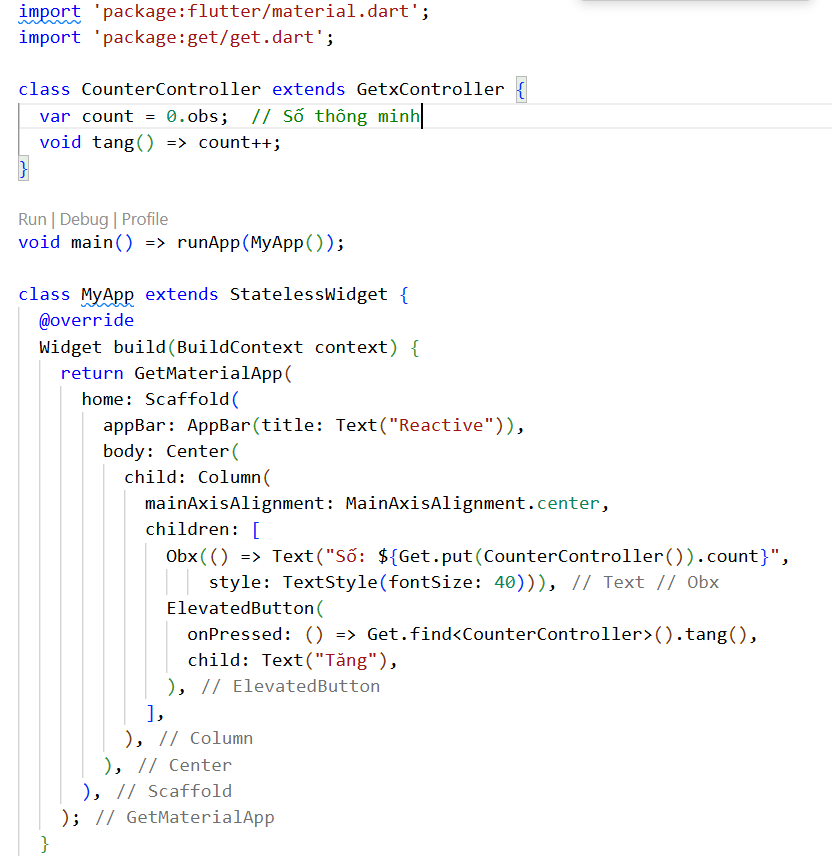 import 'package:flutter/material.dart';
import 'package:get/get.dart';

class CounterController extends GetxController {
  var count = 0.obs;  // Số thông minh
  void tang() => count++;
}

Run | Debug | Profile
void main() => runApp(MyApp());

class MyApp extends StatelessWidget {
  @override
  Widget build(BuildContext context) {
    return GetMaterialApp(
      home: Scaffold(
        appBar: AppBar(title: Text("Reactive")),
        body: Center(
          child: Column(
            mainAxisAlignment: MainAxisAlignment.center,
            children: [
              Obx(() => Text("Số: ${Get.put(CounterController()).count}",
                  style: TextStyle(fontSize: 40))), // Text // Obx
              ElevatedButton(
                onPressed: () => Get.find<CounterController>().tang(),
                child: Text("Tăng"),
              ), // ElevatedButton
            ],
          ), // Column
        ), // Center
      ), // Scaffold
    ); // GetMaterialApp
  }